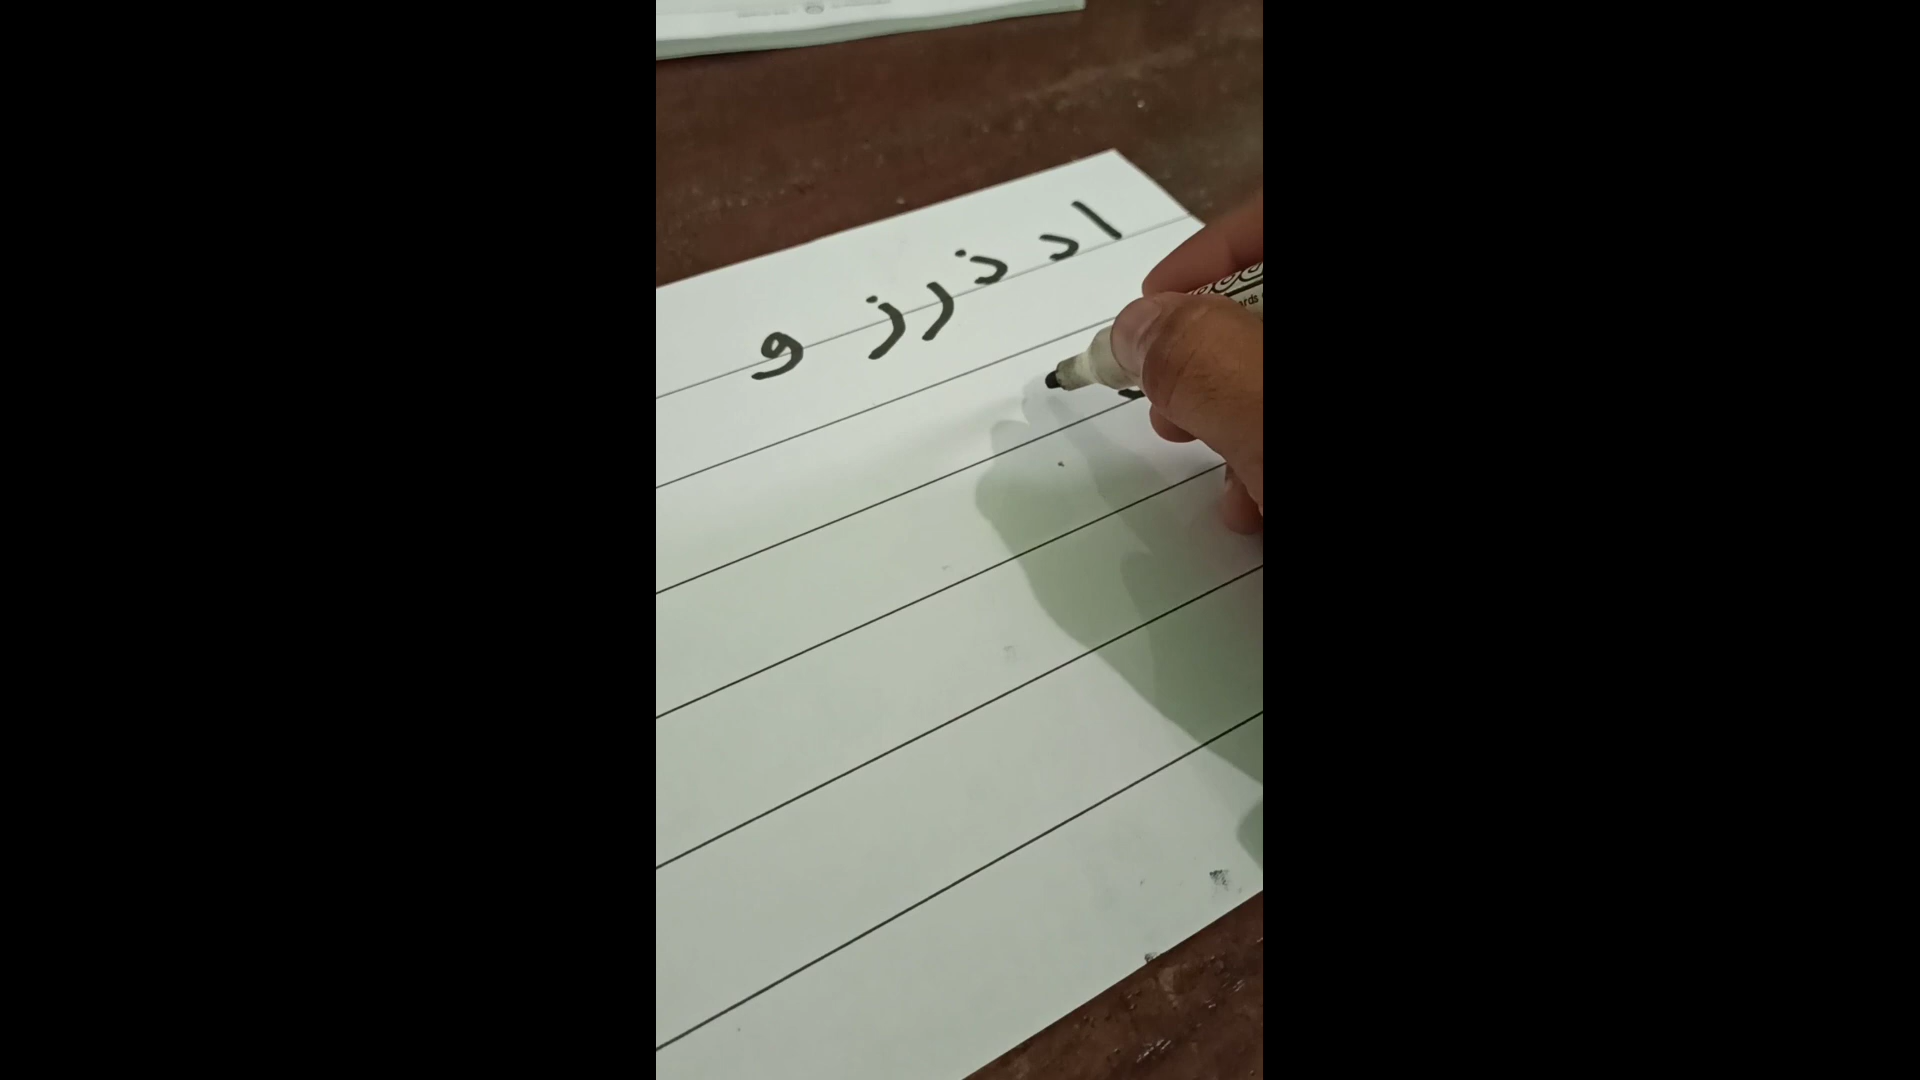 ا د ذ ر ز و